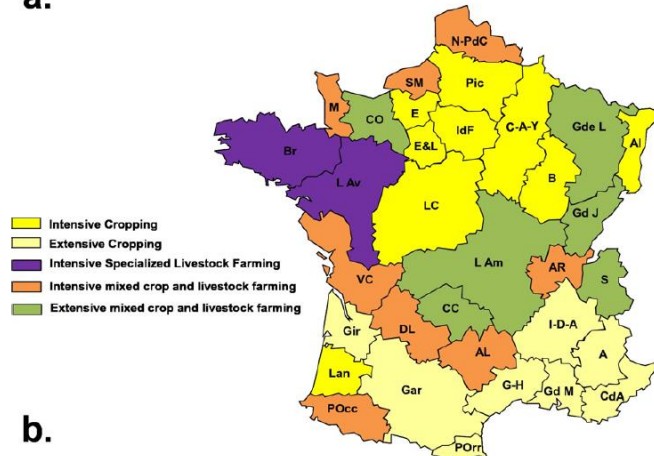 a.
N-PdC
SM
Pic
M
CO
E
IdF
C-A-Y
Gde L
Al
E&L
Br
L Av
B
LC
Gd J
L Am
AR
S
VC
CC
DL
I-D-A
Gir
AL
A
Lan
Gar
G-H
Gd M
CdA
POcc
POrr
Intensive Cropping
Extensive Cropping
Intensive Specialized Livestock Farming
Intensive mixed crop and livestock farming
Extensive mixed crop and livestock farming
b.